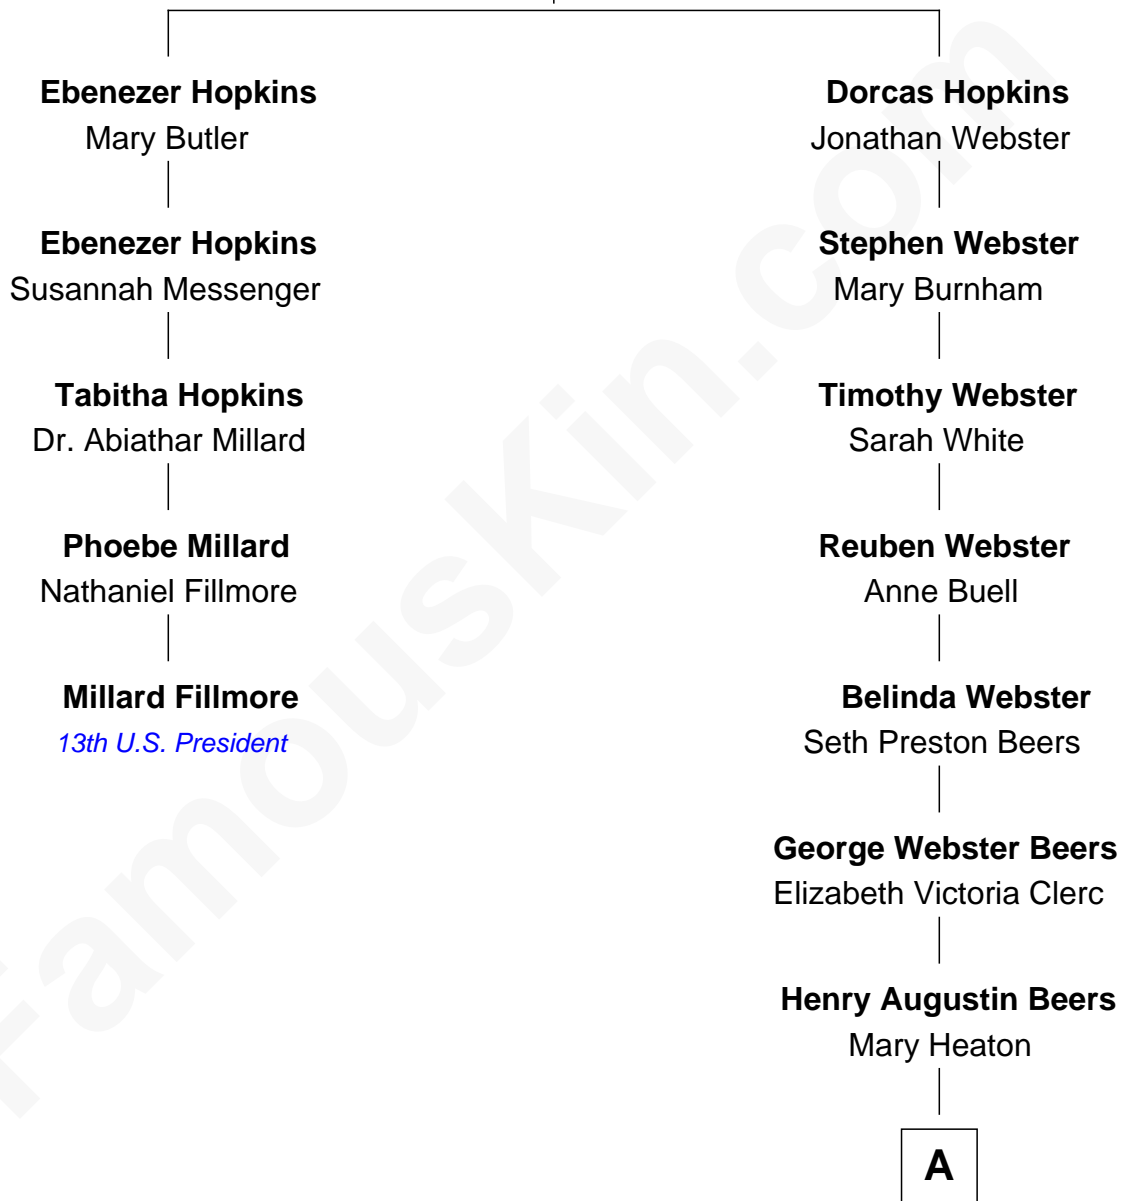 Ebenezer Hopkins
Mary Butler
Ebenezer Hopkins
Susannah Messenger
Tabitha Hopkins
Dr. Abiathar Millard
Phoebe Millard
Nathaniel Fillmore
Millard Fillmore
13th U.S. President
Dorcas Hopkins
Jonathan Webster
Stephen Webster
Mary Burnham
Timothy Webster
Sarah White
Reuben Webster
Anne Buell
Belinda Webster
Seth Preston Beers
George Webster Beers
Elizabeth Victoria Clerc
Henry Augustin Beers
Mary Heaton
A
FamousKin.com